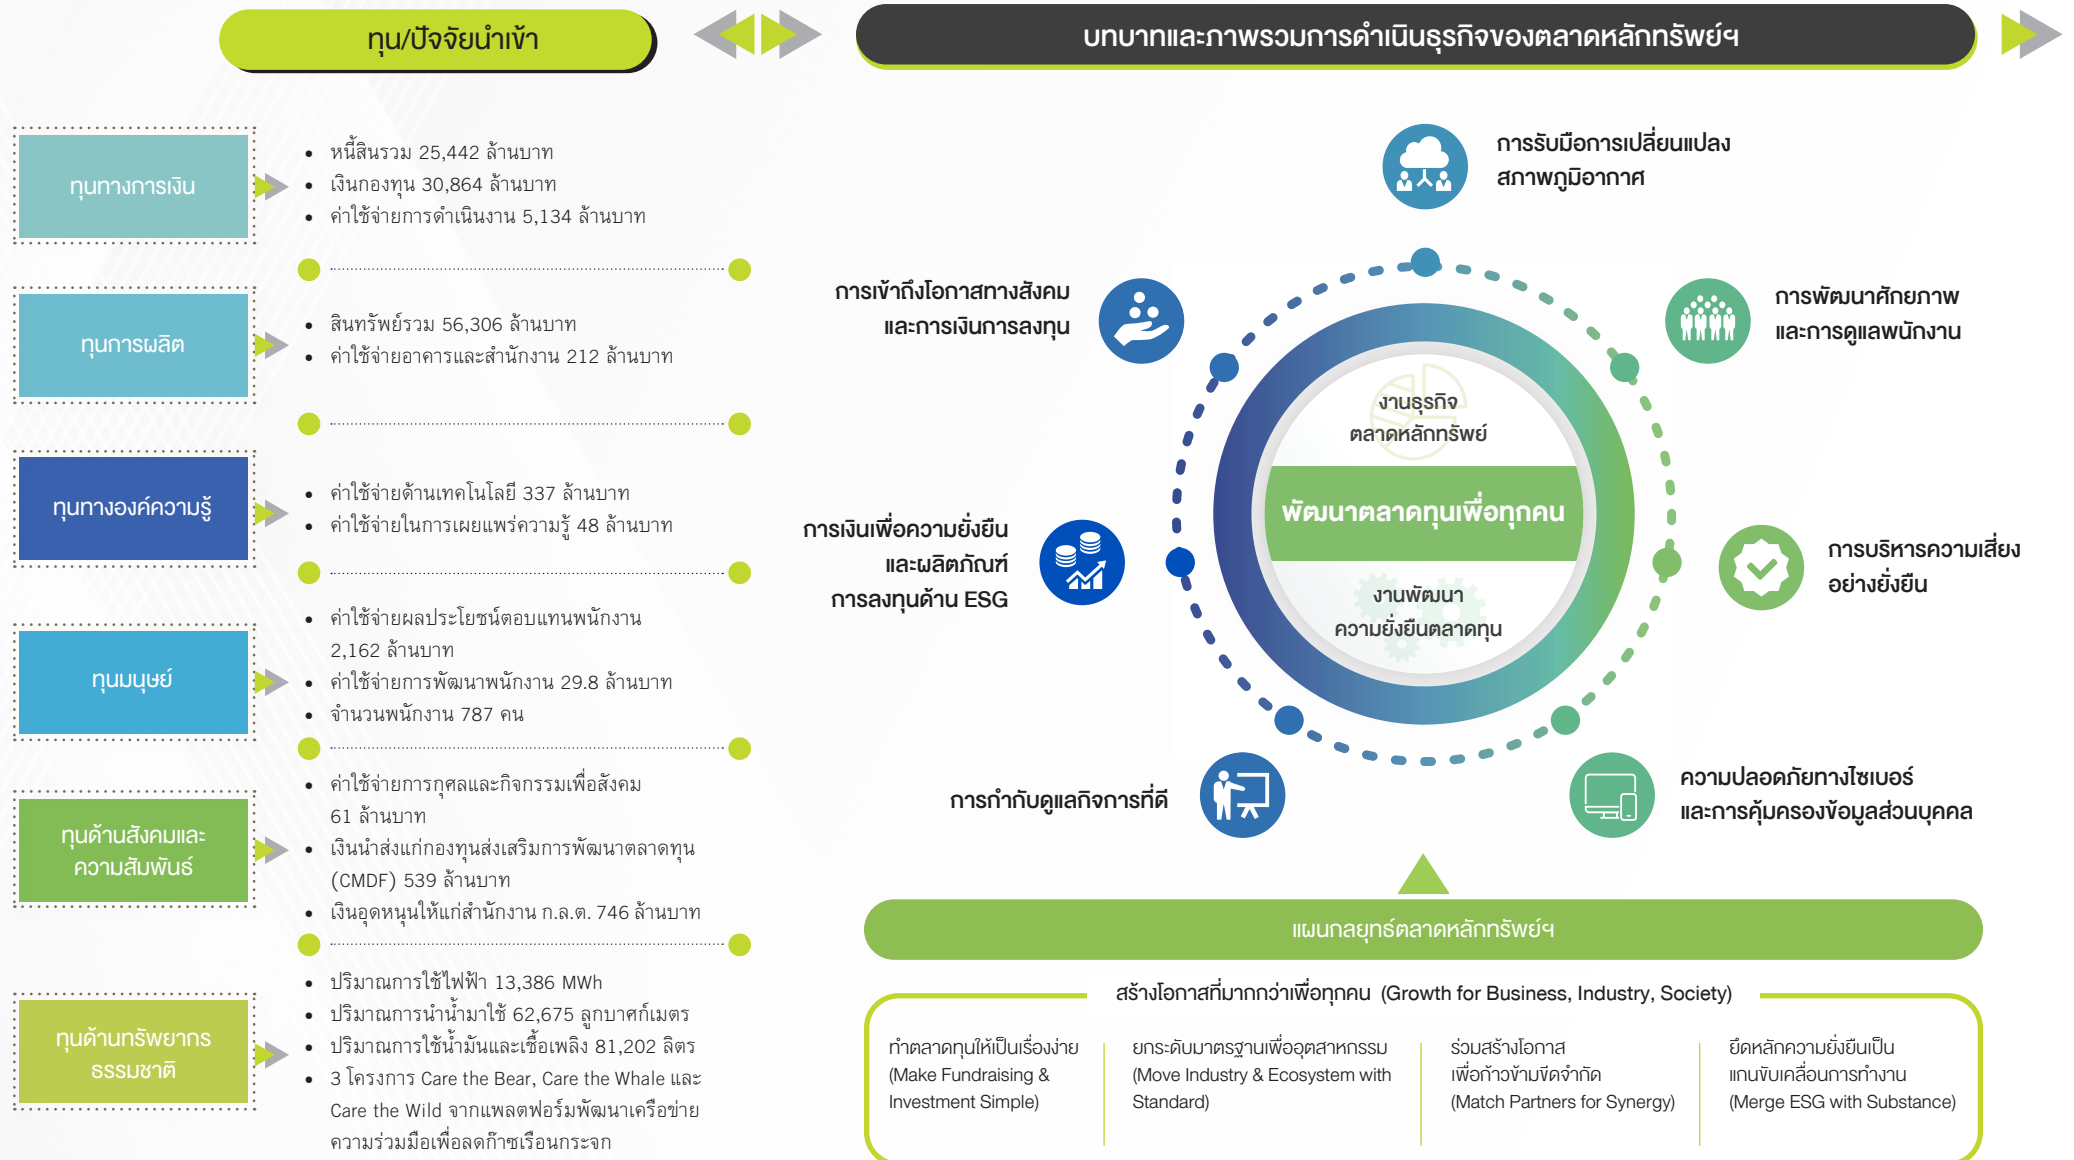 ทุน/ปัจจัยนำเข้า
บทบาทและภาพรวมการดำเนินธุรกิจของตลาดหลักทรัพย์ฯ
ทุนทางการเงิน
• หนี้สินรวม 25,442 ล้านบาท
• เงินกองทุน 30,864 ล้านบาท
• ค่าใช้จ่ายการดำเนินงาน 5,134 ล้านบาท
ทุนการผลิต
• สินทรัพย์รวม 56,306 ล้านบาท
• ค่าใช้จ่ายอาคารและสำนักงาน 212 ล้านบาท
ทุนทางองค์ความรู้
• ค่าใช้จ่ายด้านเทคโนโลยี 337 ล้านบาท
• ค่าใช้จ่ายในการเผยแพร่ความรู้ 48 ล้านบาท
ทุนมนุษย์
• ค่าใช้จ่ายผลประโยชน์ตอบแทนพนักงาน
2,162 ล้านบาท
• ค่าใช้จ่ายการพัฒนาพนักงาน 29.8 ล้านบาท
• จำนวนพนักงาน 787 คน
ทุนด้านสังคมและ
ความสัมพันธ์
• ค่าใช้จ่ายการกุศลและกิจกรรมเพื่อสังคม
61 ล้านบาท
• เงินนำส่งแก่กองทุนส่งเสริมการพัฒนาตลาดทุน
(CMDF) 539 ล้านบาท
• เงินอุดหนุนให้แก่สำนักงาน ก.ล.ต. 746 ล้านบาท
ทุนด้านทรัพยากร
ธรรมชาติ
• ปริมาณการใช้ไฟฟ้า 13,386 MWh
• ปริมาณการนำน้ำมาใช้ 62,675 ลูกบาศก์เมตร
• ปริมาณการใช้น้ำมันและเชื้อเพลิง 81,202 ลิตร
• 3 โครงการ Care the Bear, Care the Whale และ
Care the Wild จากแพลตฟอร์มพัฒนาเครือข่าย
ความร่วมมือเพื่อลดก๊าซเรือนกระจก
การรับมือการเปลี่ยนแปลง
สภาพภูมิอากาศ
การเข้าถึงโอกาสทางสังคม
และการเงินการลงทุน
การพัฒนาศักยภาพ
และการดูแลพนักงาน
งานธุรกิจ
ตลาดหลักทรัพย์
พัฒนาตลาดทุนเพื่อทุกคน
งานพัฒนา
ความยั่งยืนตลาดทุน
การเงินเพื่อความยั่งยืน
และผลิตภัณฑ์
การลงทุนด้าน ESG
การบริหารความเสี่ยง
อย่างยั่งยืน
การกำกับดูแลกิจการที่ดี
ความปลอดภัยทางไซเบอร์
และการคุ้มครองข้อมูลส่วนบุคคล
แผนกลยุทธ์ตลาดหลักทรัพย์ฯ
สร้างโอกาสที่มากกว่าเพื่อทุกคน (Growth for Business, Industry, Society)
ทำตลาดทุนให้เป็นเรื่องง่าย
(Make Fundraising &
Investment Simple)
ยกระดับมาตรฐานเพื่ออุตสาหกรรม
(Move Industry & Ecosystem with
Standard)
ร่วมสร้างโอกาส
เพื่อก้าวข้ามขีดจำกัด
(Match Partners for Synergy)
ยึดหลักความยั่งยืนเป็น
แกนขับเคลื่อนการทำงาน
(Merge ESG with Substance)